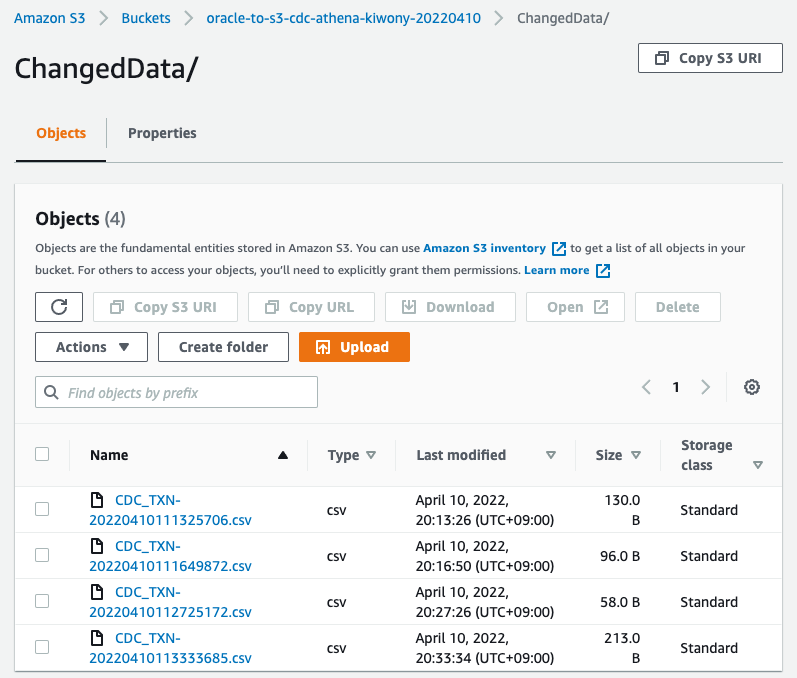 Amazon S3 > Buckets > oracle-to-s3-cdc-athena-kiwony-20220410 > ChangedData/
ChangedData/
Copy S3 URI
Objects Properties
Objects (4)
Objects are the fundamental entities stored in Amazon S3. You can use Amazon S3 inventory to get a list of all objects in your
bucket. For others to access your objects, you'll need to explicitly grant them permissions. Learn more
Copy S3 URI Copy URL Download Open Delete
Actions Create folder Upload
Find objects by prefix
1
Name Type Last modified Size Storage
class
CDC_TXN- April 10, 2022, 130.0
20220410111325706.csv csv 20:13:26 (UTC+09:00) B Standard
CDC_TXN- April 10, 2022,
20220410111649872.csv csv 20:16:50 (UTC+09:00) 96.0 B Standard
CDC_TXN- April 10, 2022,
20220410112725172.csv csv 20:27:26 (UTC+09:00) 58.0 B Standard
CDC_TXN- April 10, 2022, 213.0
20220410113333685.csv csv 20:33:34 (UTC+09:00) B Standard